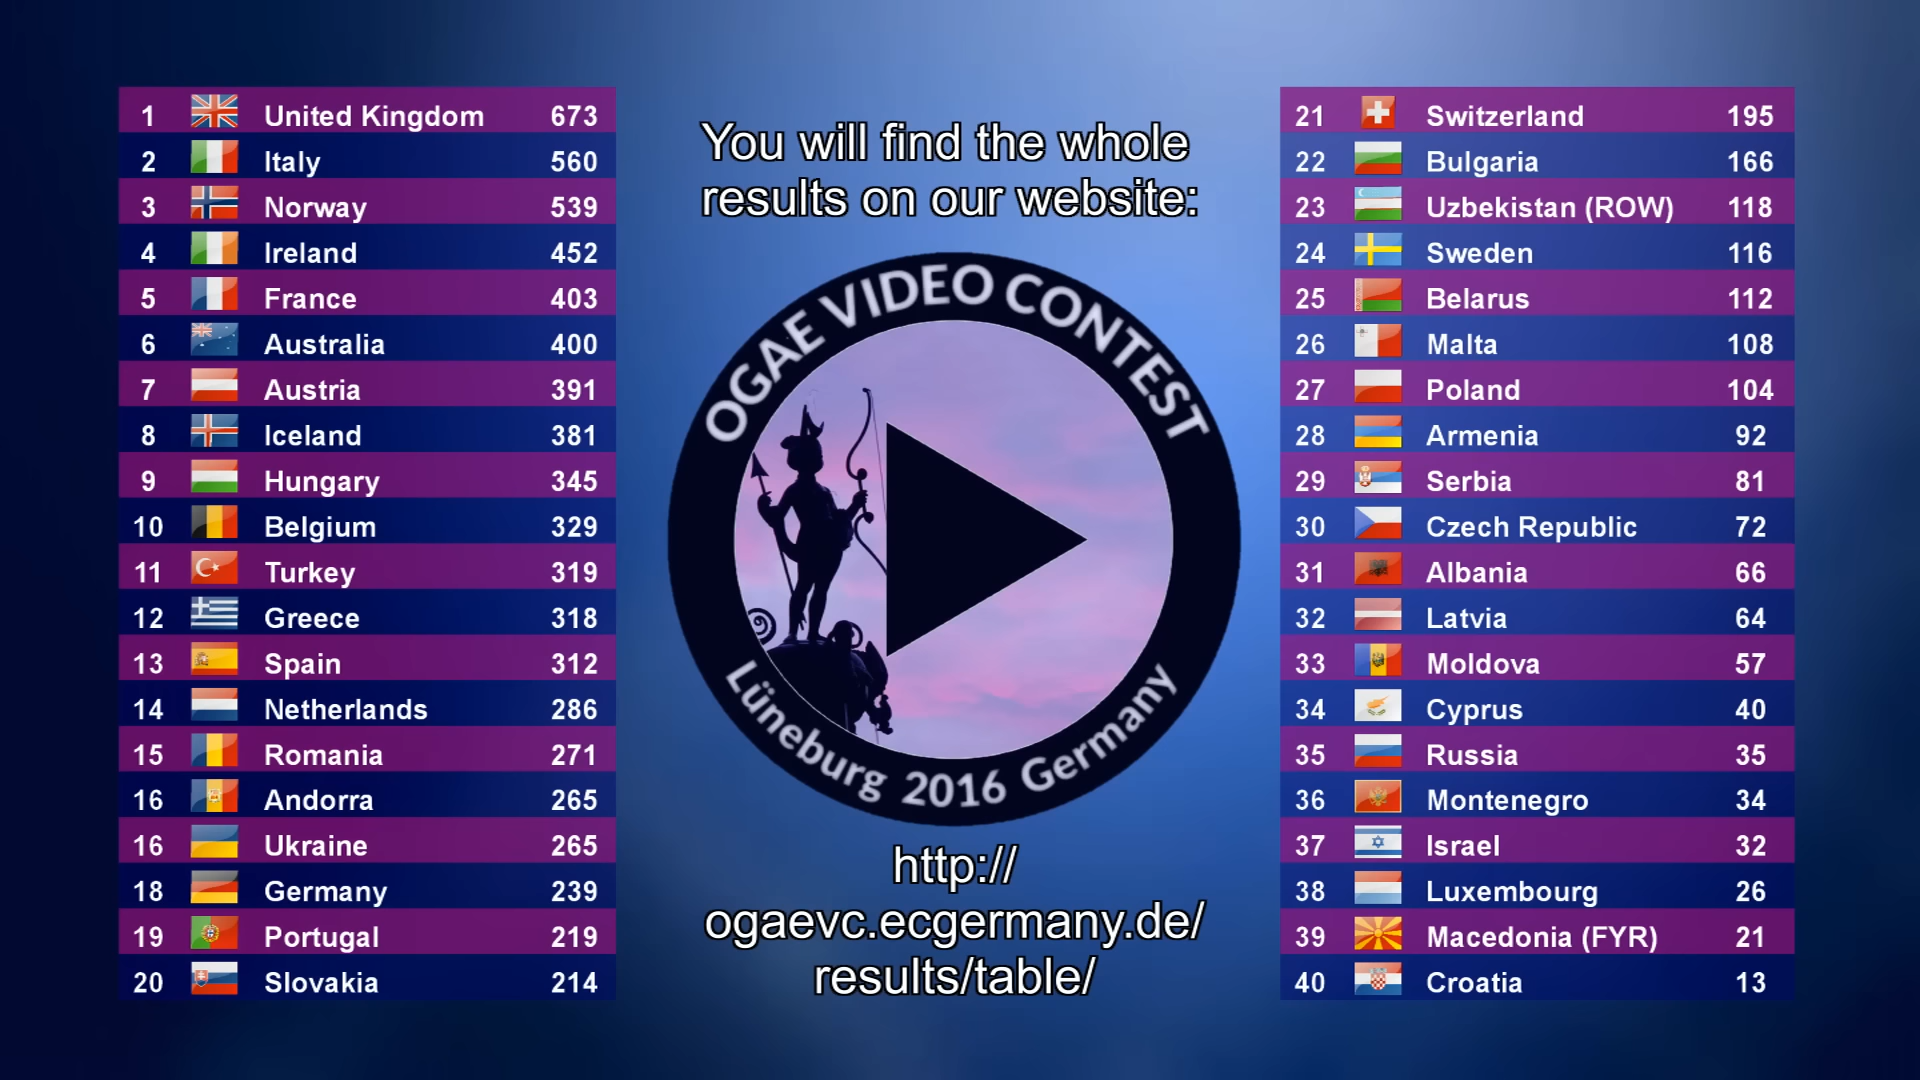 1 United Kingdom 673
2 Italy 560
3 Norway 539
4 Ireland 452
5 France 403
6 Australia 400
7 Austria 391
8 Iceland 381
9 Hungary 345
10 Belgium 329
11 Turkey 319
12 Greece 318
13 Spain 312
14 Netherlands 286
15 Romania 271
16 Andorra 265
16 Ukraine 265
18 Germany 239
19 Portugal 219
20 Slovakia 214
You will find the whole
results on our website:
OGAE VIDEO CONTEST
Lüneburg 2016 Germany
http://
ogaevc.ecgermany.de/
results/table/
21 Switzerland 195
22 Bulgaria 166
23 Uzbekistan (ROW) 118
24 Sweden 116
25 Belarus 112
26 Malta 108
27 Poland 104
28 Armenia 92
29 Serbia 81
30 Czech Republic 72
31 Albania 66
32 Latvia 64
33 Moldova 57
34 Cyprus 40
35 Russia 35
36 Montenegro 34
37 Israel 32
38 Luxembourg 26
39 Macedonia (FYR) 21
40 Croatia 13